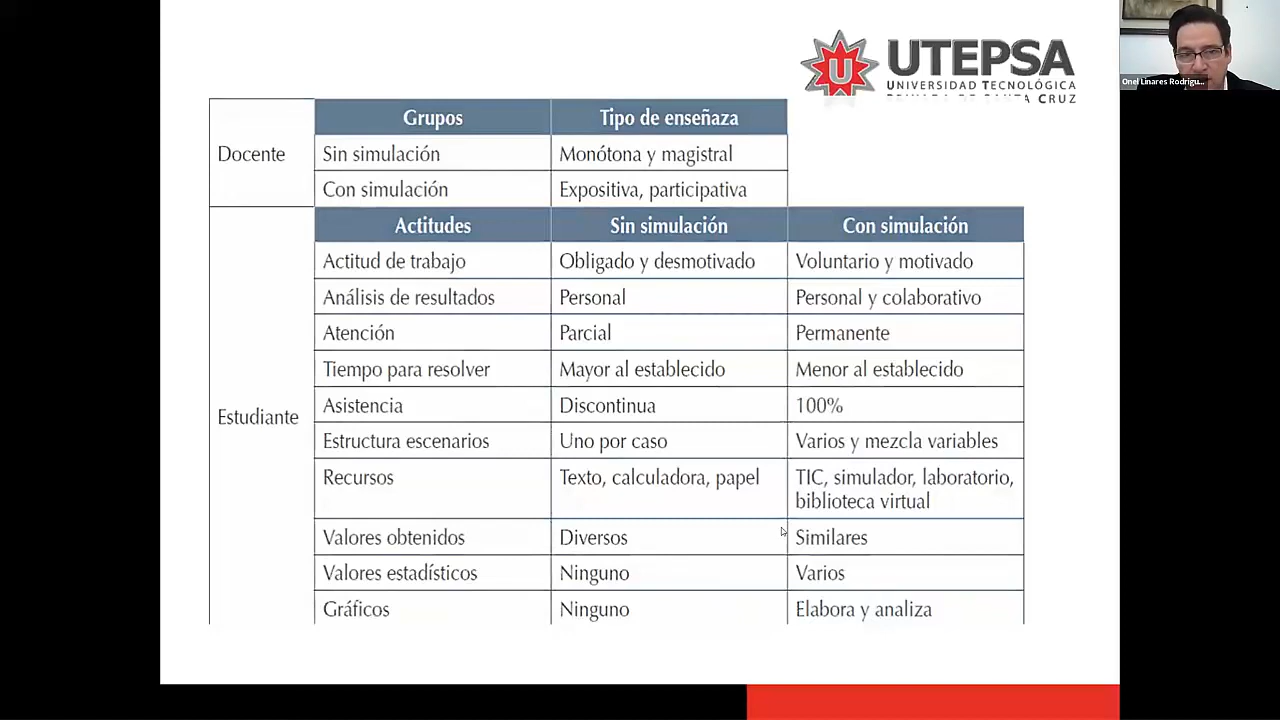 UTEPSA
UNIVERSIDAD TECNOLÓGICA
PRIVADA DE SANTA CRUZ
Onel Linares Rodrigu...
Grupos Tipo de enseñaza
Docente
Sin simulación Monótona y magistral
Con simulación Expositiva, participativa
Actitudes Sin simulación Con simulación
Actitud de trabajo Obligado y desmotivado Voluntario y motivado
Análisis de resultados Personal Personal y colaborativo
Atención Parcial Permanente
Tiempo para resolver Mayor al establecido Menor al establecido
Asistencia Discontinua 100%
Estudiante
Estructura escenarios Uno por caso Varios y mezcla variables
Recursos Texto, calculadora, papel TIC, simulador, laboratorio,
biblioteca virtual
Valores obtenidos Diversos Similares
Valores estadísticos Ninguno Varios
Gráficos Ninguno Elabora y analiza